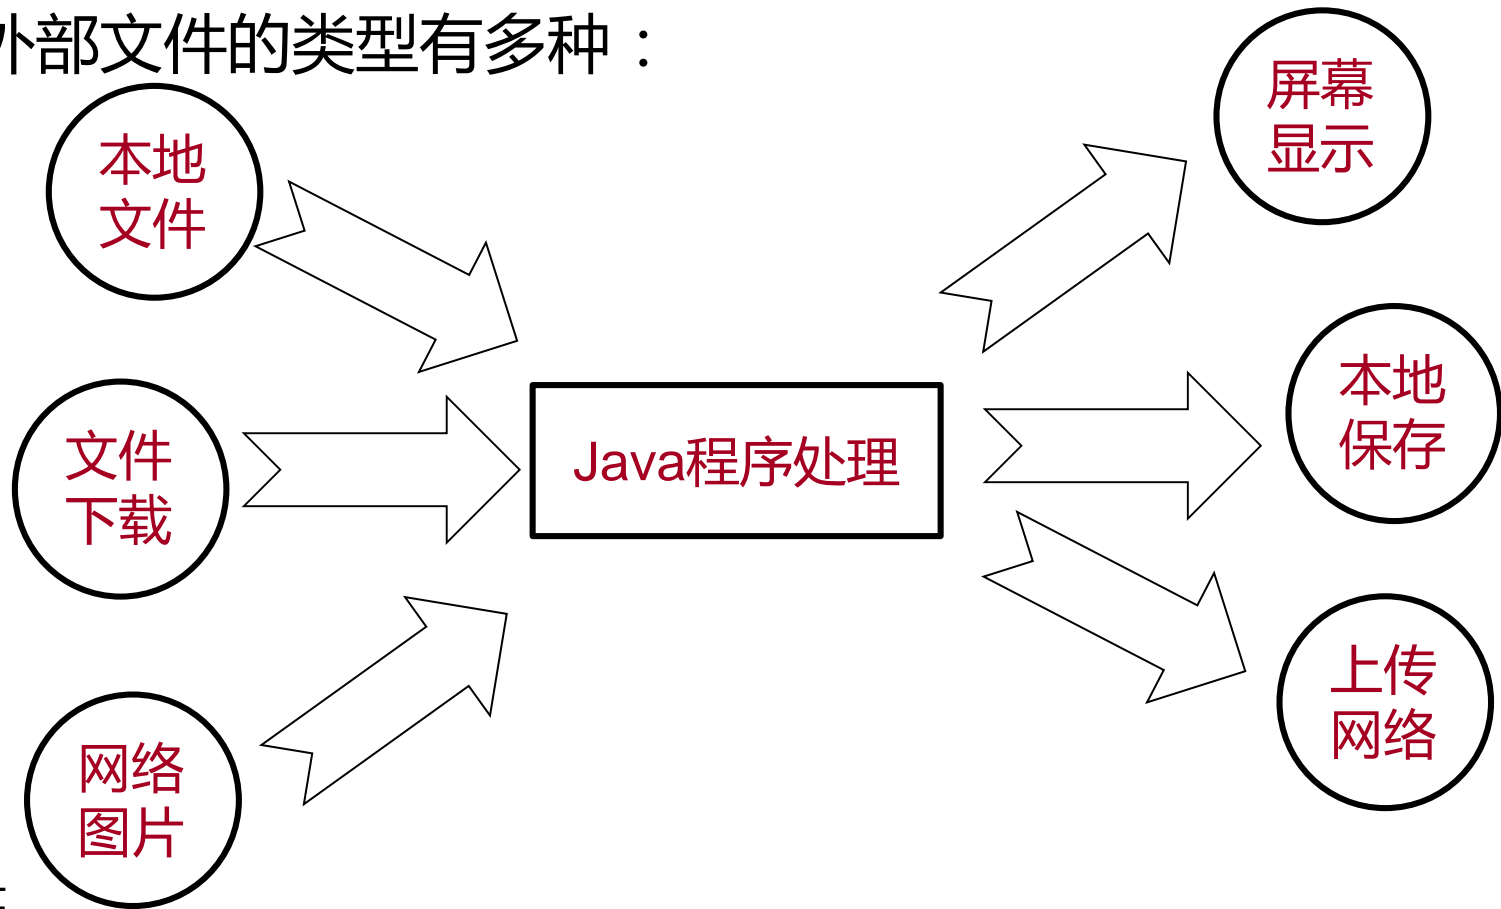 外部文件的类型有多种：
本地
文件
文件
下载
网络
图片
Java程序处理
屏幕
显示
本地
保存
上传
网络